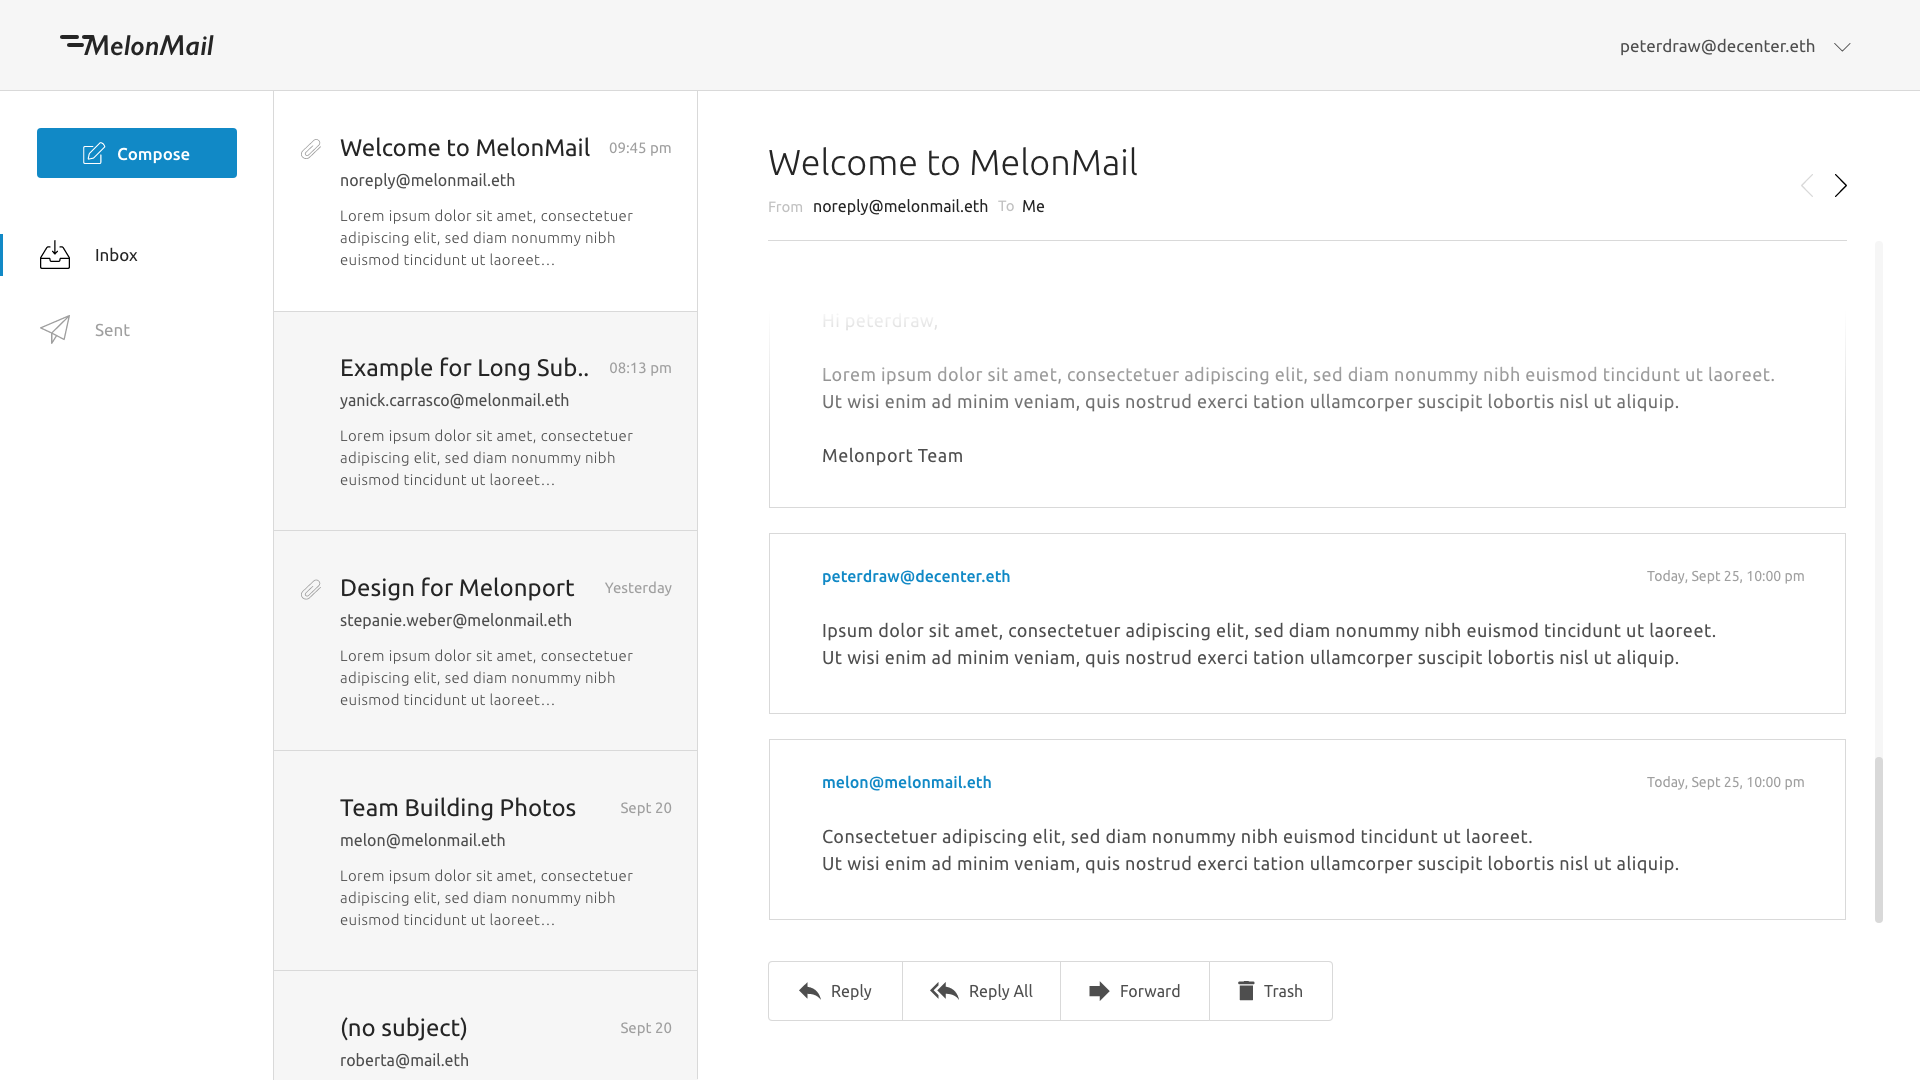 MelonMail
peterdraw@decenter.eth
Compose
Inbox
Sent
Welcome to MelonMail 09:45 pm
noreply@melonmail.eth
Lorem ipsum dolor sit amet, consectetuer
adipiscing elit, sed diam nonummy nibh
euismod tincidunt ut laoreet...
Example for Long Sub.. 08:13 pm
yanick.carrasco@melonmail.eth
Lorem ipsum dolor sit amet, consectetuer
adipiscing elit, sed diam nonummy nibh
euismod tincidunt ut laoreet...
Design for Melonport Yesterday
stepanie.weber@melonmail.eth
Lorem ipsum dolor sit amet, consectetuer
adipiscing elit, sed diam nonummy nibh
euismod tincidunt ut laoreet...
Team Building Photos Sept 20
melon@melonmail.eth
Lorem ipsum dolor sit amet, consectetuer
adipiscing elit, sed diam nonummy nibh
euismod tincidunt ut laoreet...
(no subject) Sept 20
roberta@mail.eth
Welcome to MelonMail
From noreply@melonmail.eth To Me
Hi peterdraw,
Lorem ipsum dolor sit amet, consectetuer adipiscing elit, sed diam nonummy nibh euismod tincidunt ut laoreet.
Ut wisi enim ad minim veniam, quis nostrud exerci tation ullamcorper suscipit lobortis nisl ut aliquip.
Melonport Team
peterdraw@decenter.eth Today, Sept 25, 10:00 pm
Ipsum dolor sit amet, consectetuer adipiscing elit, sed diam nonummy nibh euismod tincidunt ut laoreet.
Ut wisi enim ad minim veniam, quis nostrud exerci tation ullamcorper suscipit lobortis nisl ut aliquip.
melon@melonmail.eth Today, Sept 25, 10:00 pm
Consectetuer adipiscing elit, sed diam nonummy nibh euismod tincidunt ut laoreet.
Ut wisi enim ad minim veniam, quis nostrud exerci tation ullamcorper suscipit lobortis nisl ut aliquip.
Reply Reply All Forward Trash